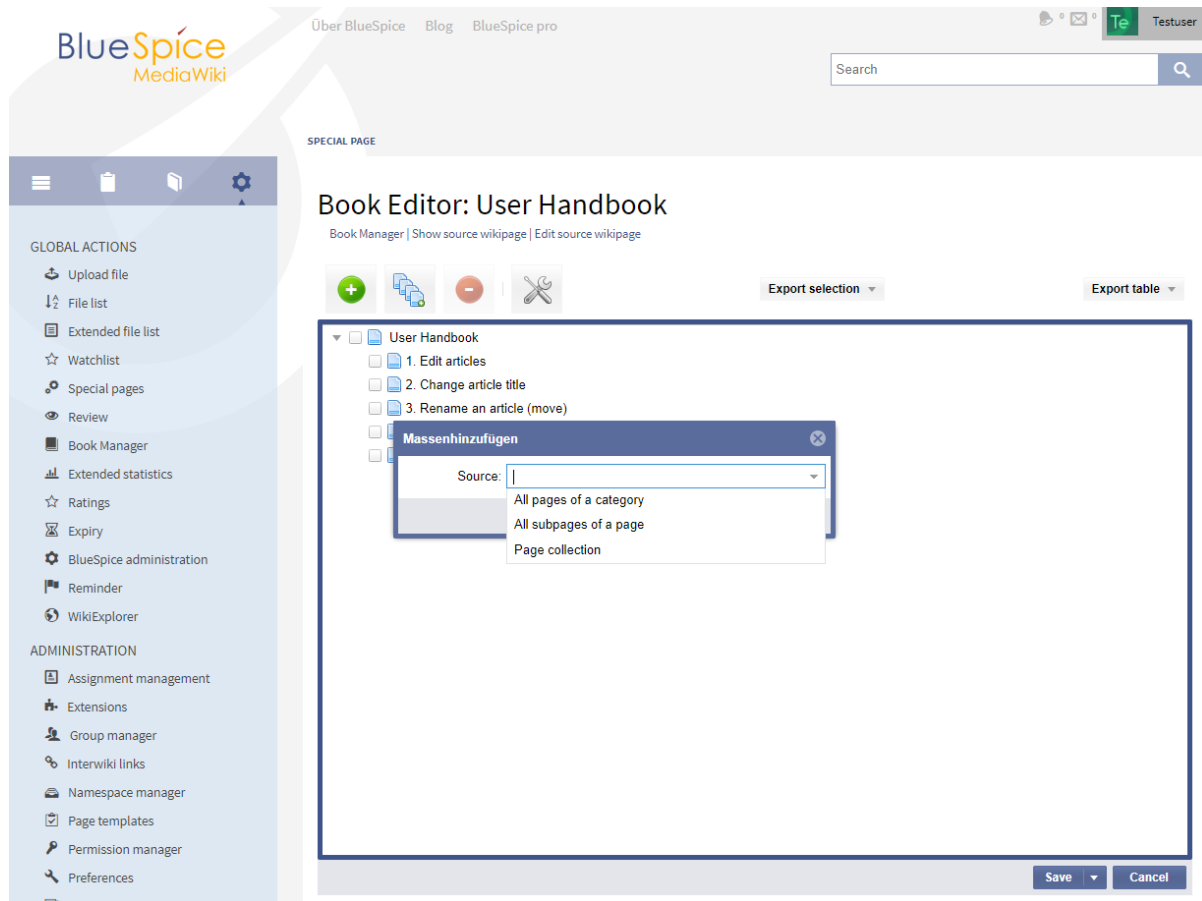 BlueSpice
MediaWiki
Über BlueSpice Blog BlueSpice pro
0 0 Te Testuser
Search
SPECIAL PAGE
Book Editor: User Handbook
Book Manager | Show source wikipage | Edit source wikipage
Export selection
Export table
GLOBAL ACTIONS
Upload file
File list
Extended file list
Watchlist
Special pages
Review
Book Manager
Extended statistics
Ratings
Expiry
BlueSpice administration
Reminder
WikiExplorer
ADMINISTRATION
Assignment management
Extensions
Group manager
Interwiki links
Namespace manager
Page templates
Permission manager
Preferences
User Handbook
1. Edit articles
2. Change article title
3. Rename an article (move)
Massenhinzufügen
Source:
All pages of a category
All subpages of a page
Page collection
Save Cancel